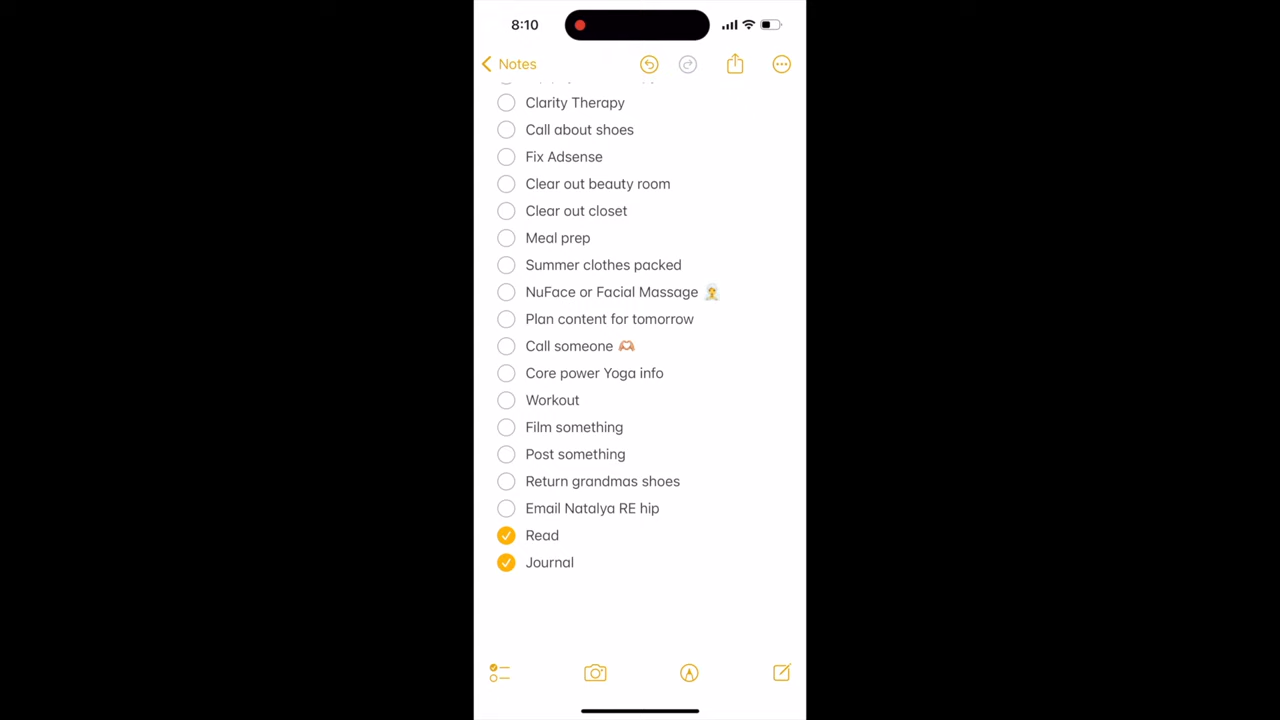 8:10
Notes
Clarity Therapy
Call about shoes
Fix Adsense
Clear out beauty room
Clear out closet
Meal prep
Summer clothes packed
NuFace or Facial Massage 🧖‍♀️
Plan content for tomorrow
Call someone 🫶🏼
Core power Yoga info
Workout
Film something
Post something
Return grandmas shoes
Email Natalya RE hip
Read
Journal